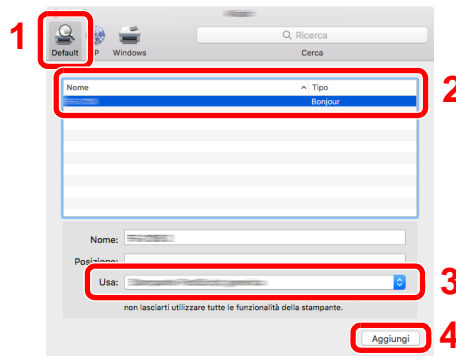 1
Q Ricerca
Default P Windows Cerca
2
Nome Tipo
Bonjour
Nome:
Posizione:
Usa:
3
non lasciarti utilizzare tutte le funzionalità della stampante.
Aggiungi
4